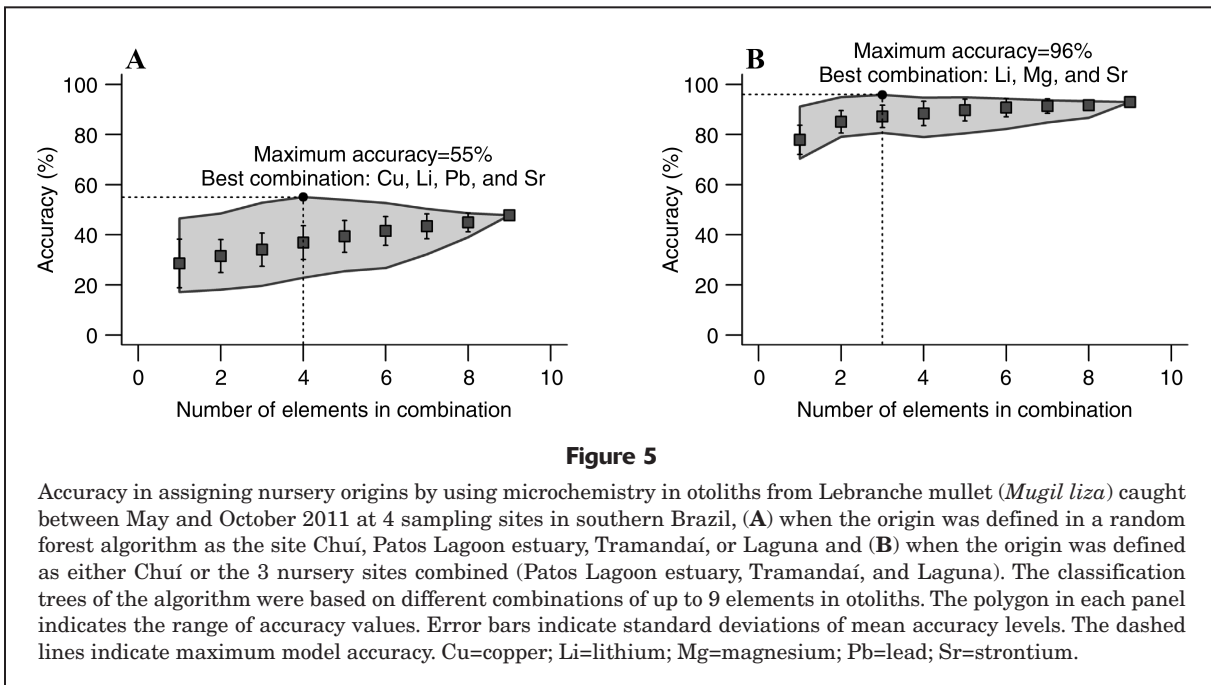 A
Maximum accuracy=55%
Best combination: Cu, Li, Pb, and Sr
Accuracy (%)
100
80
60
40
20
0
0 2 4 6 8 10
Number of elements in combination
B
Maximum accuracy=96%
Best combination: Li, Mg, and Sr
Accuracy (%)
100
80
60
40
20
0
0 2 4 6 8 10
Number of elements in combination
Figure 5
Accuracy in assigning nursery origins by using microchemistry in otoliths from Lebranche mullet (Mugil liza) caught
between May and October 2011 at 4 sampling sites in southern Brazil, (A) when the origin was defined in a random
forest algorithm as the site Chuí, Patos Lagoon estuary, Tramandaí, or Laguna and (B) when the origin was defined
as either Chuí or the 3 nursery sites combined (Patos Lagoon estuary, Tramandaí, and Laguna). The classification
trees of the algorithm were based on different combinations of up to 9 elements in otoliths. The polygon in each panel
indicates the range of accuracy values. Error bars indicate standard deviations of mean accuracy levels. The dashed
lines indicate maximum model accuracy. Cu=copper; Li=lithium; Mg=magnesium; Pb=lead; Sr=strontium.